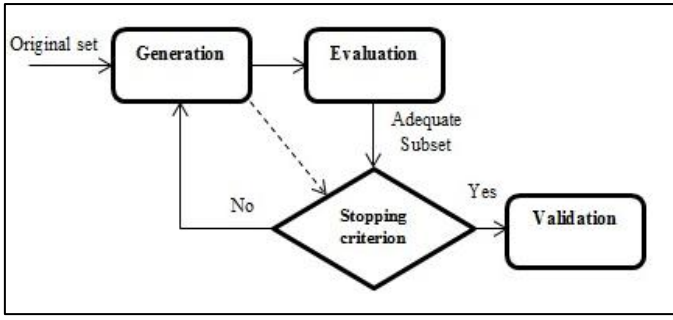 Original set
Generation
Evaluation
Adequate
Subset
No
Stopping
criterion
Yes
Validation